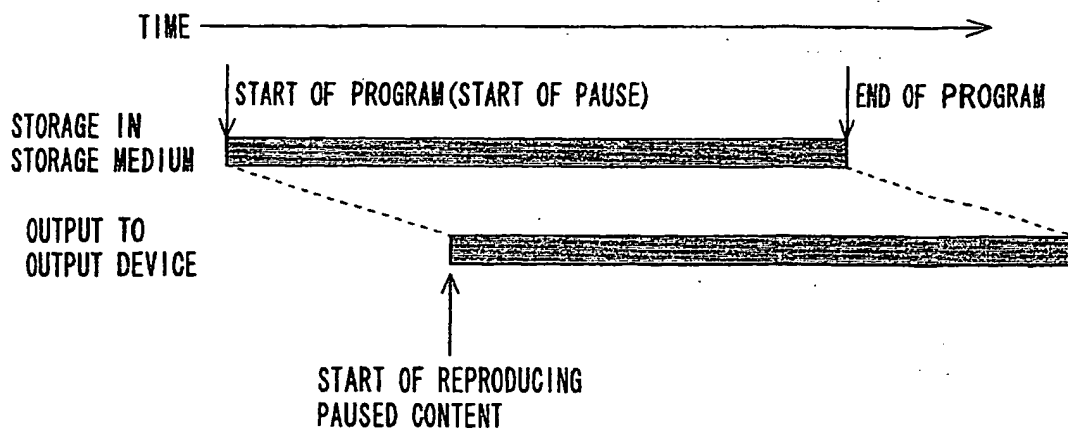 TIME
START OF PROGRAM(START OF PAUSE)
END OF PROGRAM
STORAGE IN
STORAGE MEDIUM
OUTPUT TO
OUTPUT DEVICE
START OF REPRODUCING
PAUSED CONTENT